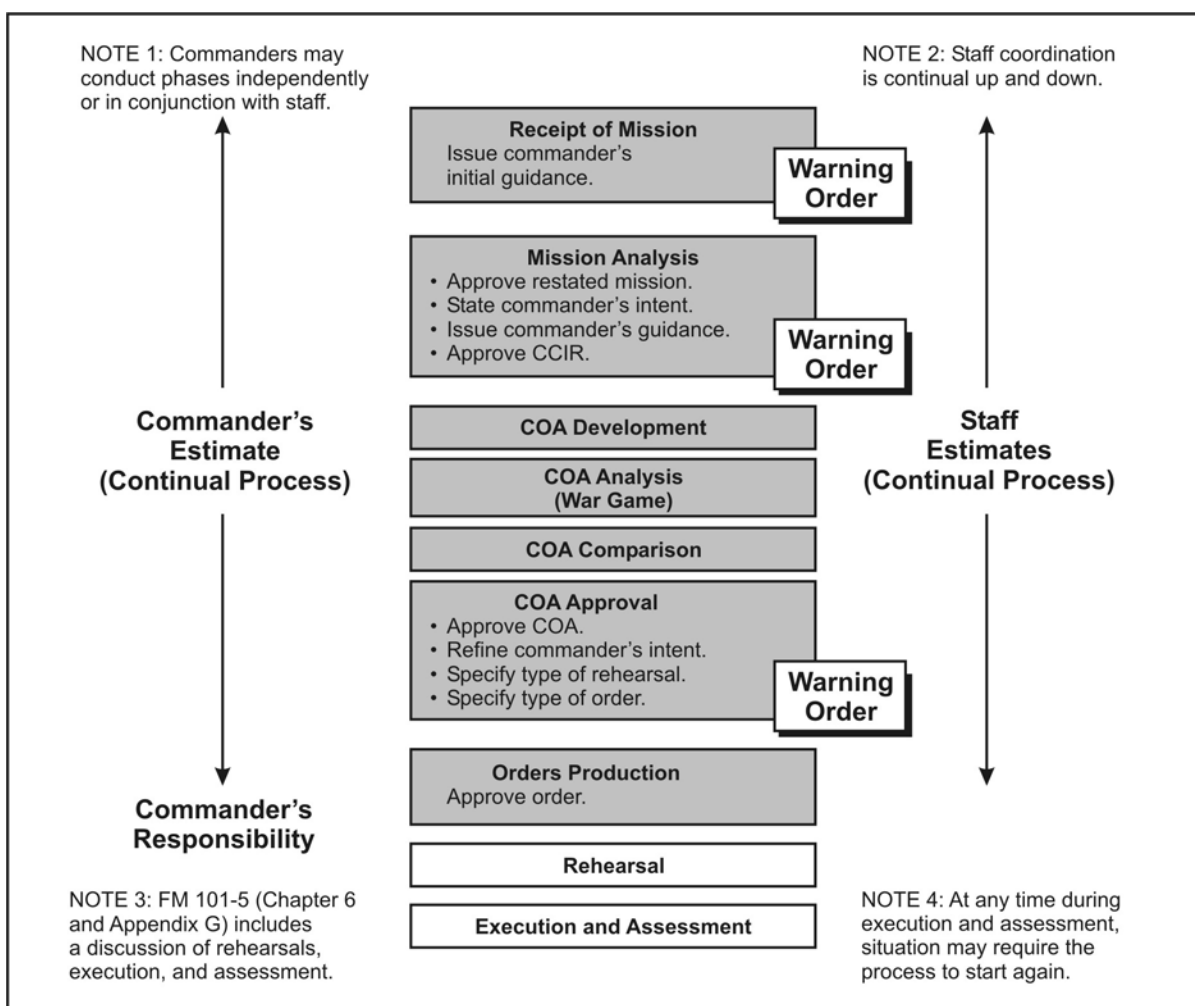 NOTE 1: Commanders may
conduct phases independently
or in conjunction with staff.
NOTE 2: Staff coordination
is continual up and down.
Receipt of Mission
Issue commander’s
initial guidance.
Warning
Order
Mission Analysis
• Approve restated mission.
• State commander’s intent.
• Issue commander’s guidance.
• Approve CCIR.
Warning
Order
Commander’s
Estimate
(Continual Process)
COA Development
COA Analysis
(War Game)
COA Comparison
Staff
Estimates
(Continual Process)
COA Approval
• Approve COA.
• Refine commander’s intent.
• Specify type of rehearsal.
• Specify type of order.
Warning
Order
Orders Production
Approve order.
Commander’s
Responsibility
Rehearsal
Execution and Assessment
NOTE 3: FM 101-5 (Chapter 6
and Appendix G) includes
a discussion of rehearsals,
execution, and assessment.
NOTE 4: At any time during
execution and assessment,
situation may require the
process to start again.